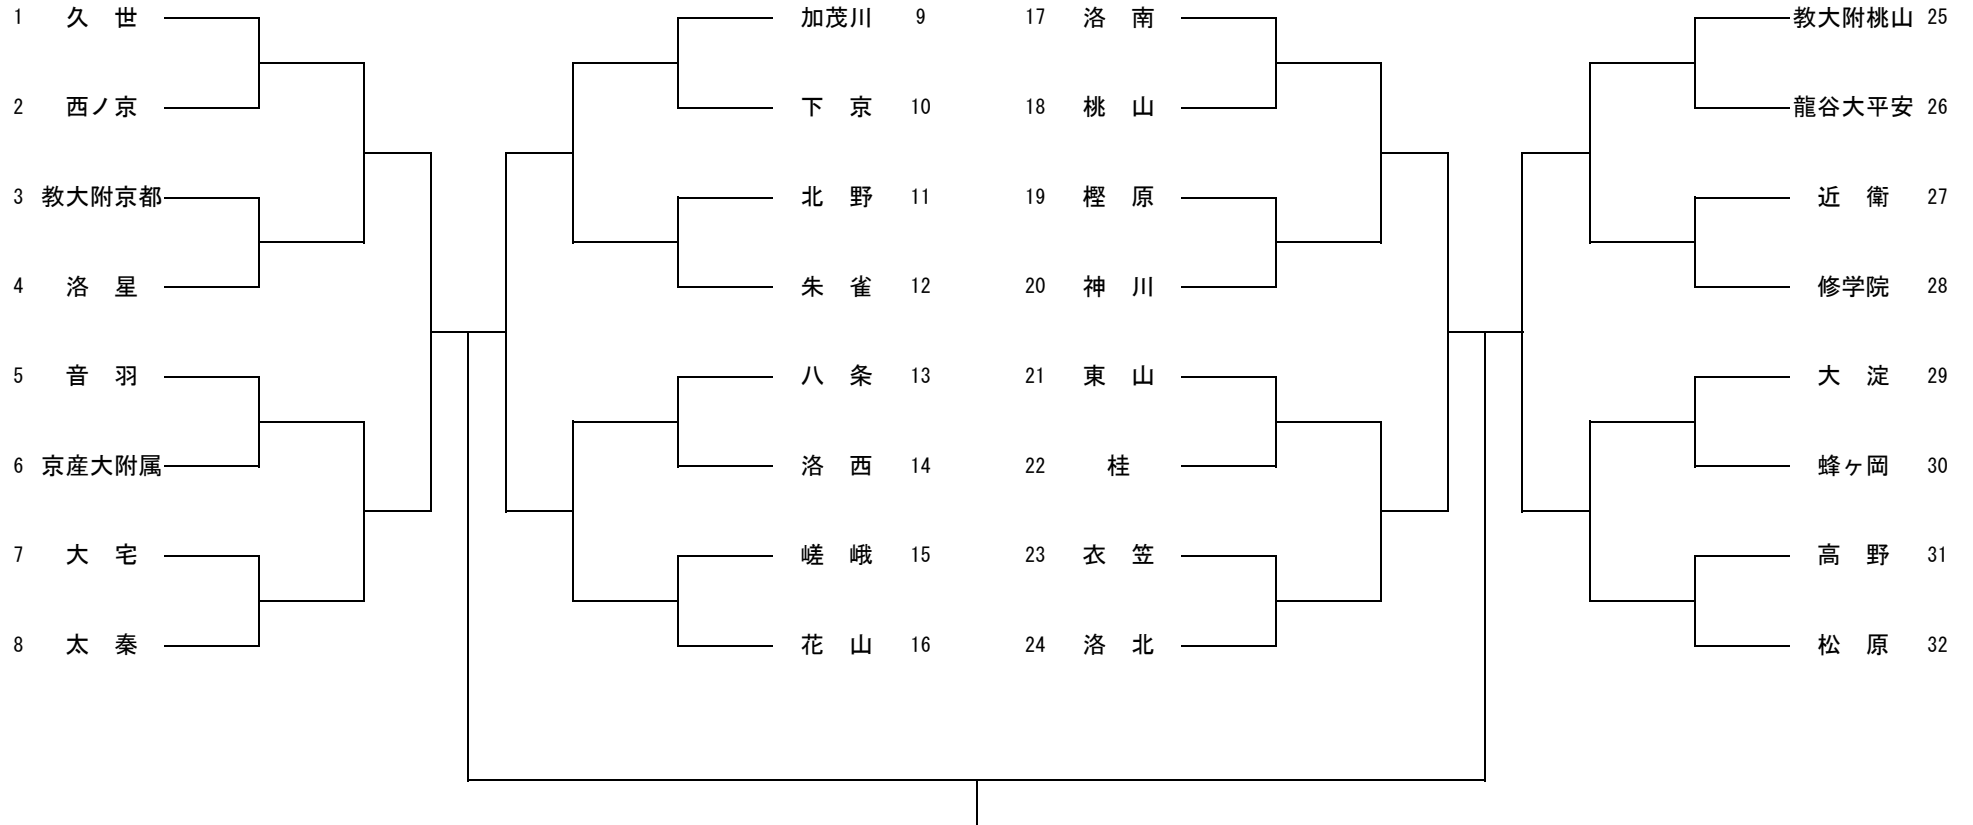 1 久　世 加茂川 9 17 洛　南 教大附桃山 25
2 西ノ京 下　京 10 18 桃　山 龍谷大平安 26
3 教大附京都 北　野 11 19 樫　原 近　衛 27
4 洛　星 朱　雀 12 20 神　川 修学院 28
5 音　羽 八　条 13 21 東　山 大　淀 29
6 京産大附属 洛　西 14 22 桂 蜂ヶ岡 30
7 大　宅 嵯　峨 15 23 衣　笠 高　野 31
8 太　秦 花　山 16 24 洛　北 松　原 32